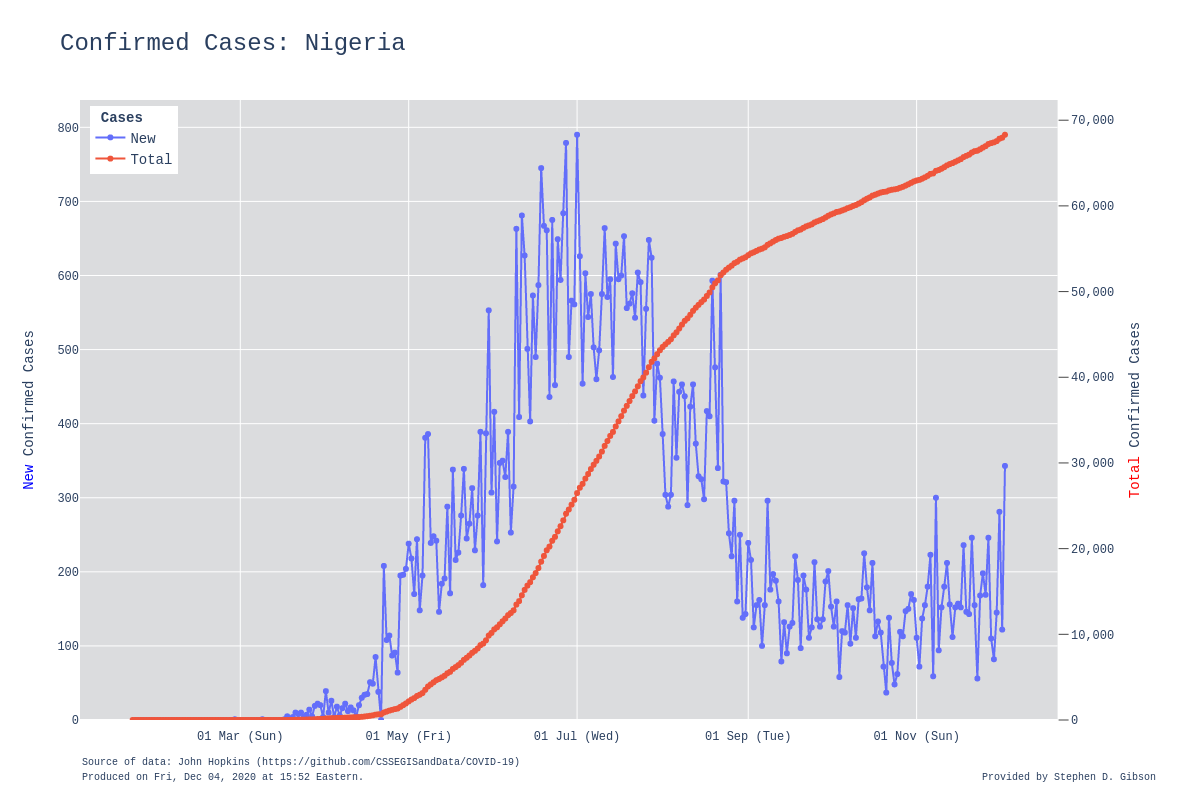 Confirmed Cases: Nigeria
Cases
New
Total
800
700
600
500
400
300
200
100
0
New Confirmed Cases
70,000
60,000
50,000
40,000
30,000
20,000
10,000
0
Total Confirmed Cases
01 Mar (Sun)
01 May (Fri)
01 Jul (Wed)
01 Sep (Tue)
01 Nov (Sun)
Source of data: John Hopkins (https://github.com/CSSEGISandData/COVID-19)
Produced on Fri, Dec 04, 2020 at 15:52 Eastern.
Provided by Stephen D. Gibson